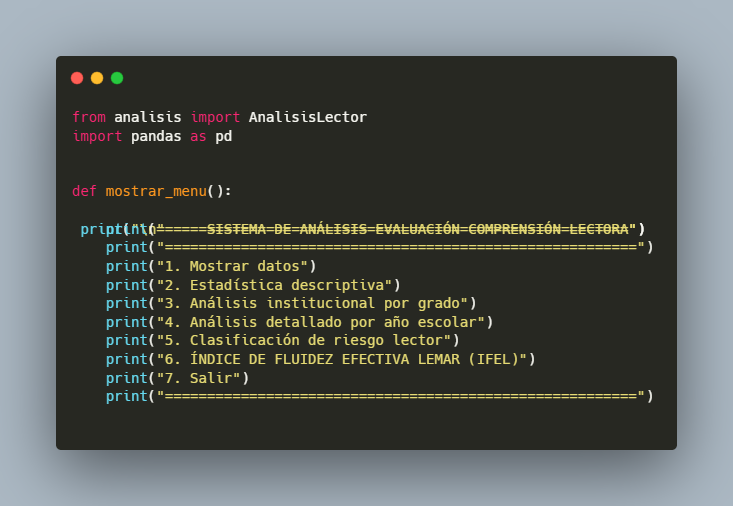 from analisis import AnalisisLector
import pandas as pd
def mostrar_menu():
print("\n========================================================")
print("     SISTEMA DE ANÁLISIS EVALUACIÓN COMPRENSIÓN LECTORA")
print("========================================================")
print("1. Mostrar datos")
print("2. Estadística descriptiva")
print("3. Análisis institucional por grado")
print("4. Análisis detallado por año escolar")
print("5. Clasificación de riesgo lector")
print("6. ÍNDICE DE FLUIDEZ EFECTIVA LEMAR (IFEL)")
print("7. Salir")
print("========================================================")